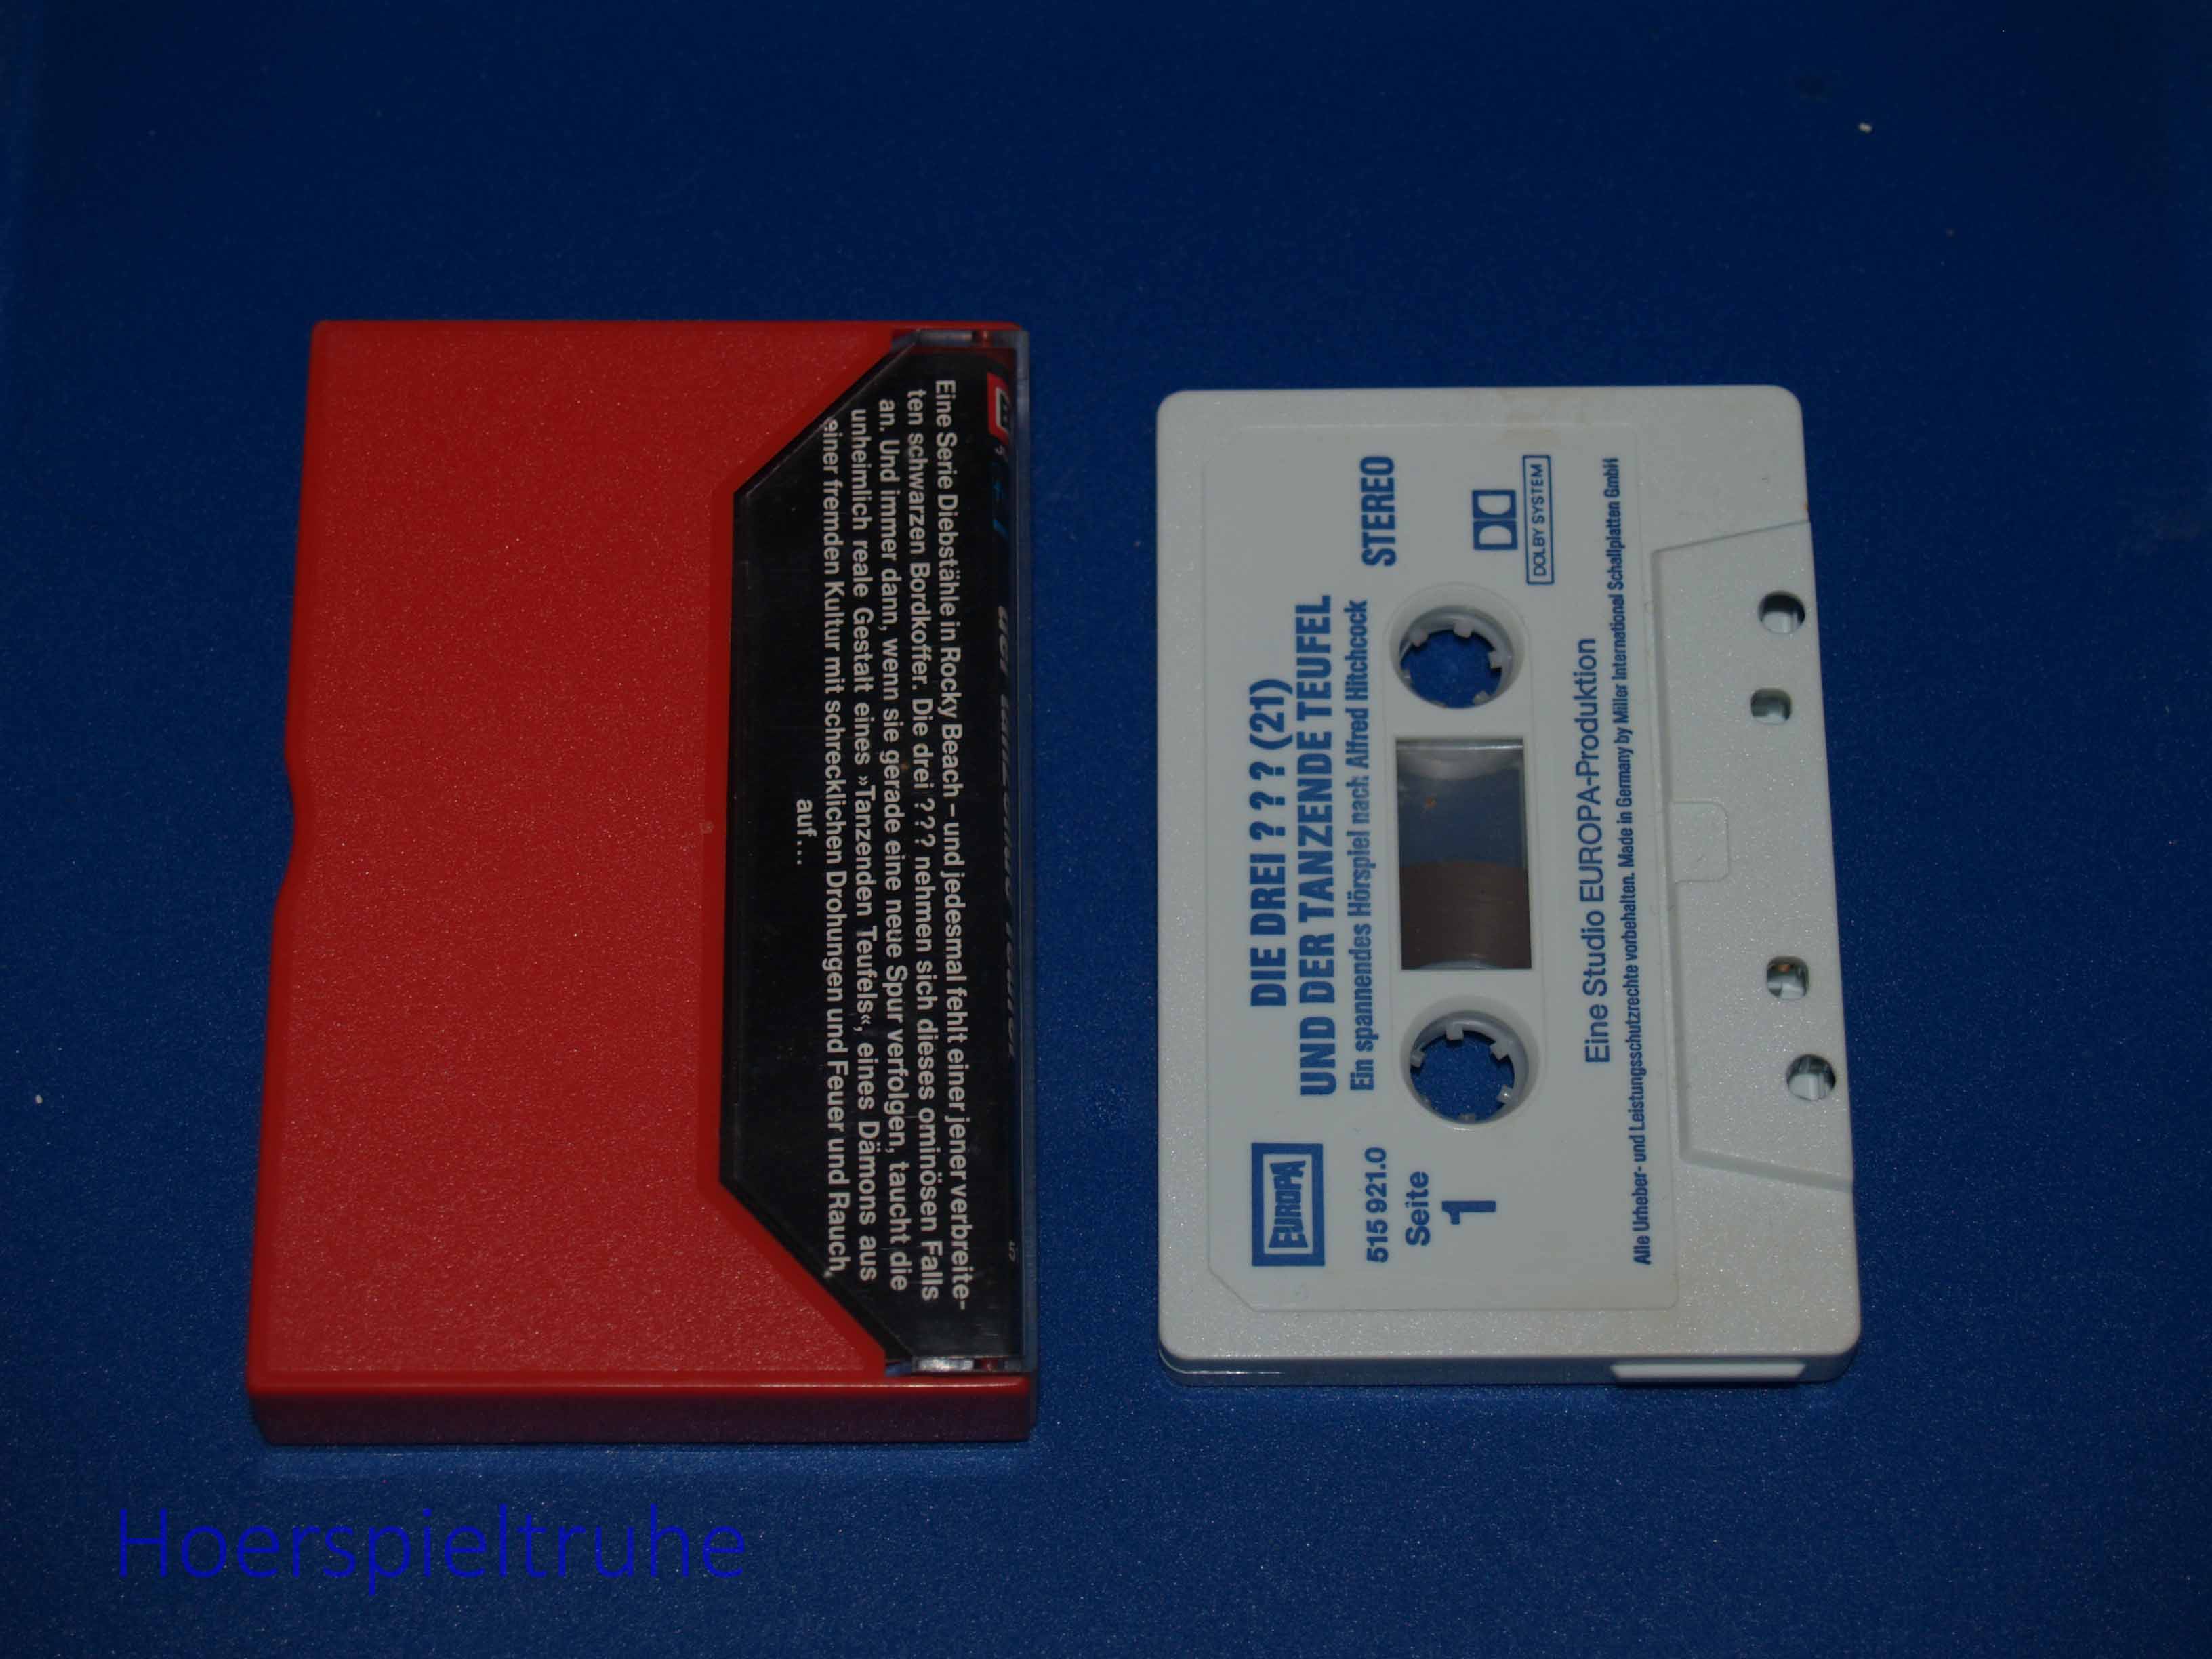 Eine Serie Diebstähle in Rocky Beach – und jedesmal fehlt einer jener verbreite-
ten schwarzen Bordkoffer. Die drei ? ? ? nehmen sich dieses ominösen Falls
an. Und immer dann, wenn sie gerade eine neue Spur verfolgen, taucht die
unheimlich reale Gestalt eines »Tanzenden Teufels«, eines Dämons aus
einer fremden Kultur mit schrecklichen Drohungen und Feuer und Rauch
auf...
EUROPA
DIE DREI ? ? ? (21)
UND DER TANZENDE TEUFEL
Ein spannendes Hörspiel nach Alfred Hitchcock
515 921.0
STEREO
Seite
1
DOLBY SYSTEM
Eine Studio EUROPA-Produktion
Alle Urheber- und Leistungsschutzrechte vorbehalten. Made in Germany by Miller International Schallplatten GmbH
Hoerspieltruhe